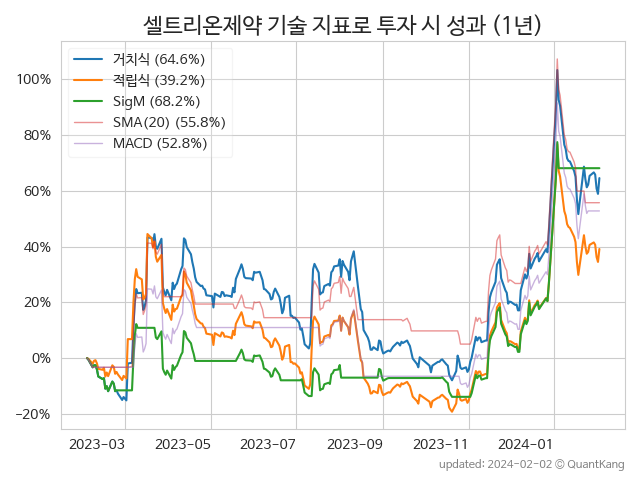 셀트리온제약 기술 지표로 투자 시 성과 (1년)
거치식 (64.6%)
적립식 (39.2%)
SigM (68.2%)
SMA(20) (55.8%)
MACD (52.8%)
100%
80%
60%
40%
20%
0%
−20%
2023-03 2023-05 2023-07 2023-09 2023-11 2024-01
updated: 2024-02-02 © QuantKang